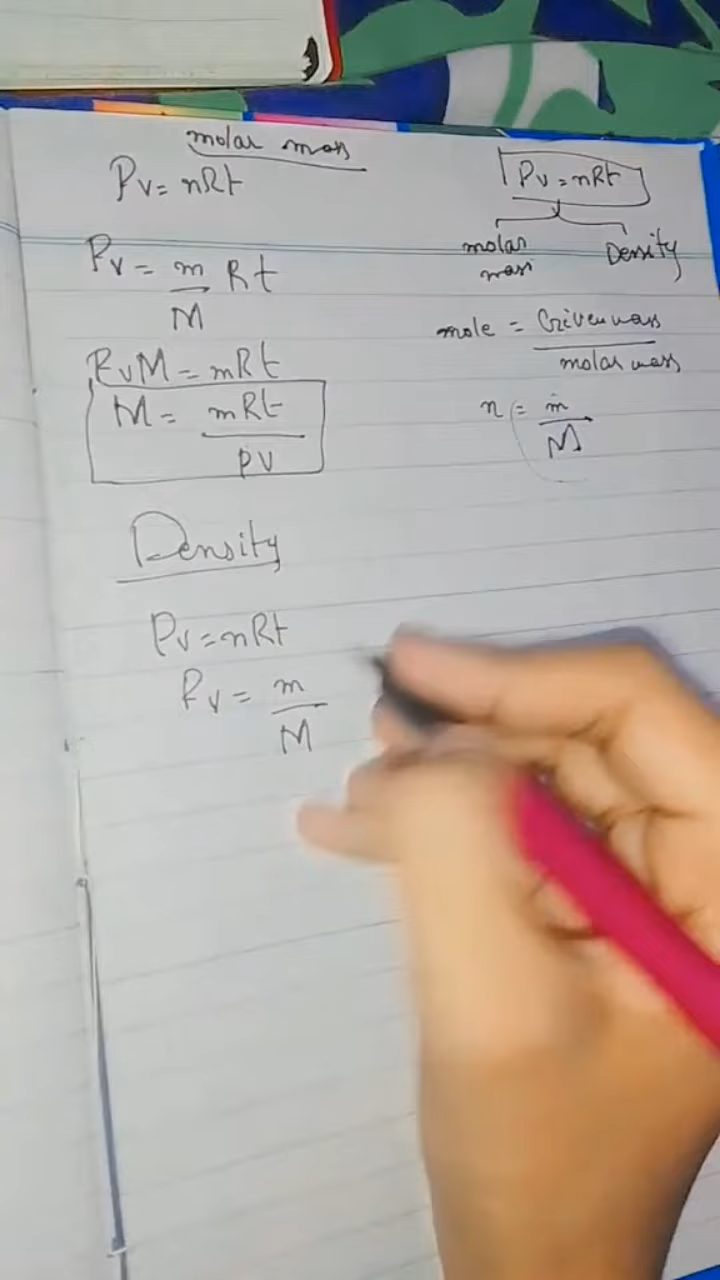 molar mass
Pv = nRt
Pv = m/M Rt
PvM = mRt
M = mRt/PV
Pv = nRt
molar mass
Density
mole = Given mass/molar mass
n = m/M
Density
Pv = nRt
Pv = m/M